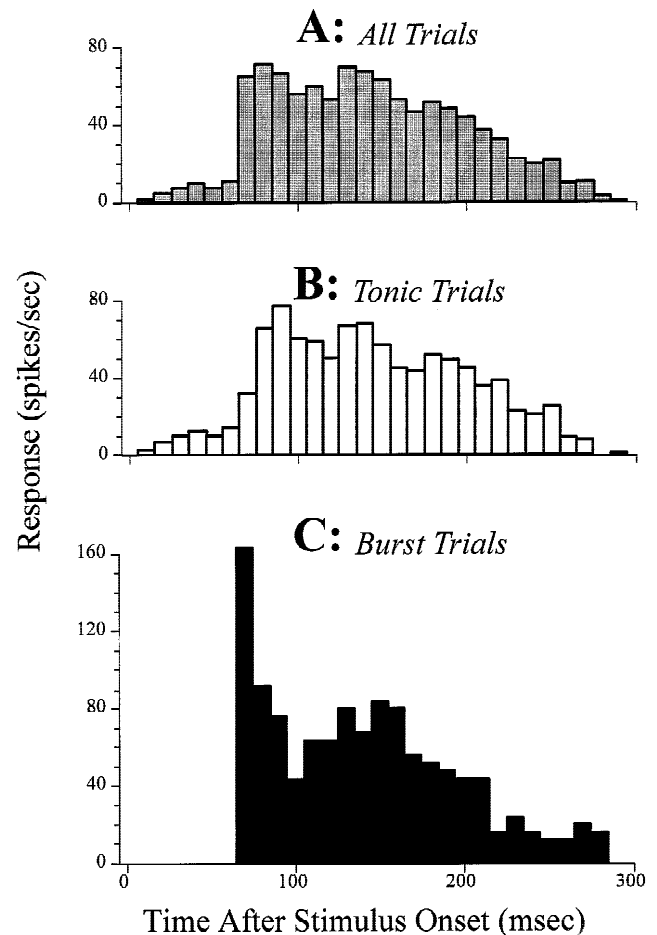 A: All Trials
80
40
0
B: Tonic Trials
80
40
0
Response (spikes/sec)
C: Burst Trials
160
120
80
40
0
0 100 200 300
Time After Stimulus Onset (msec)